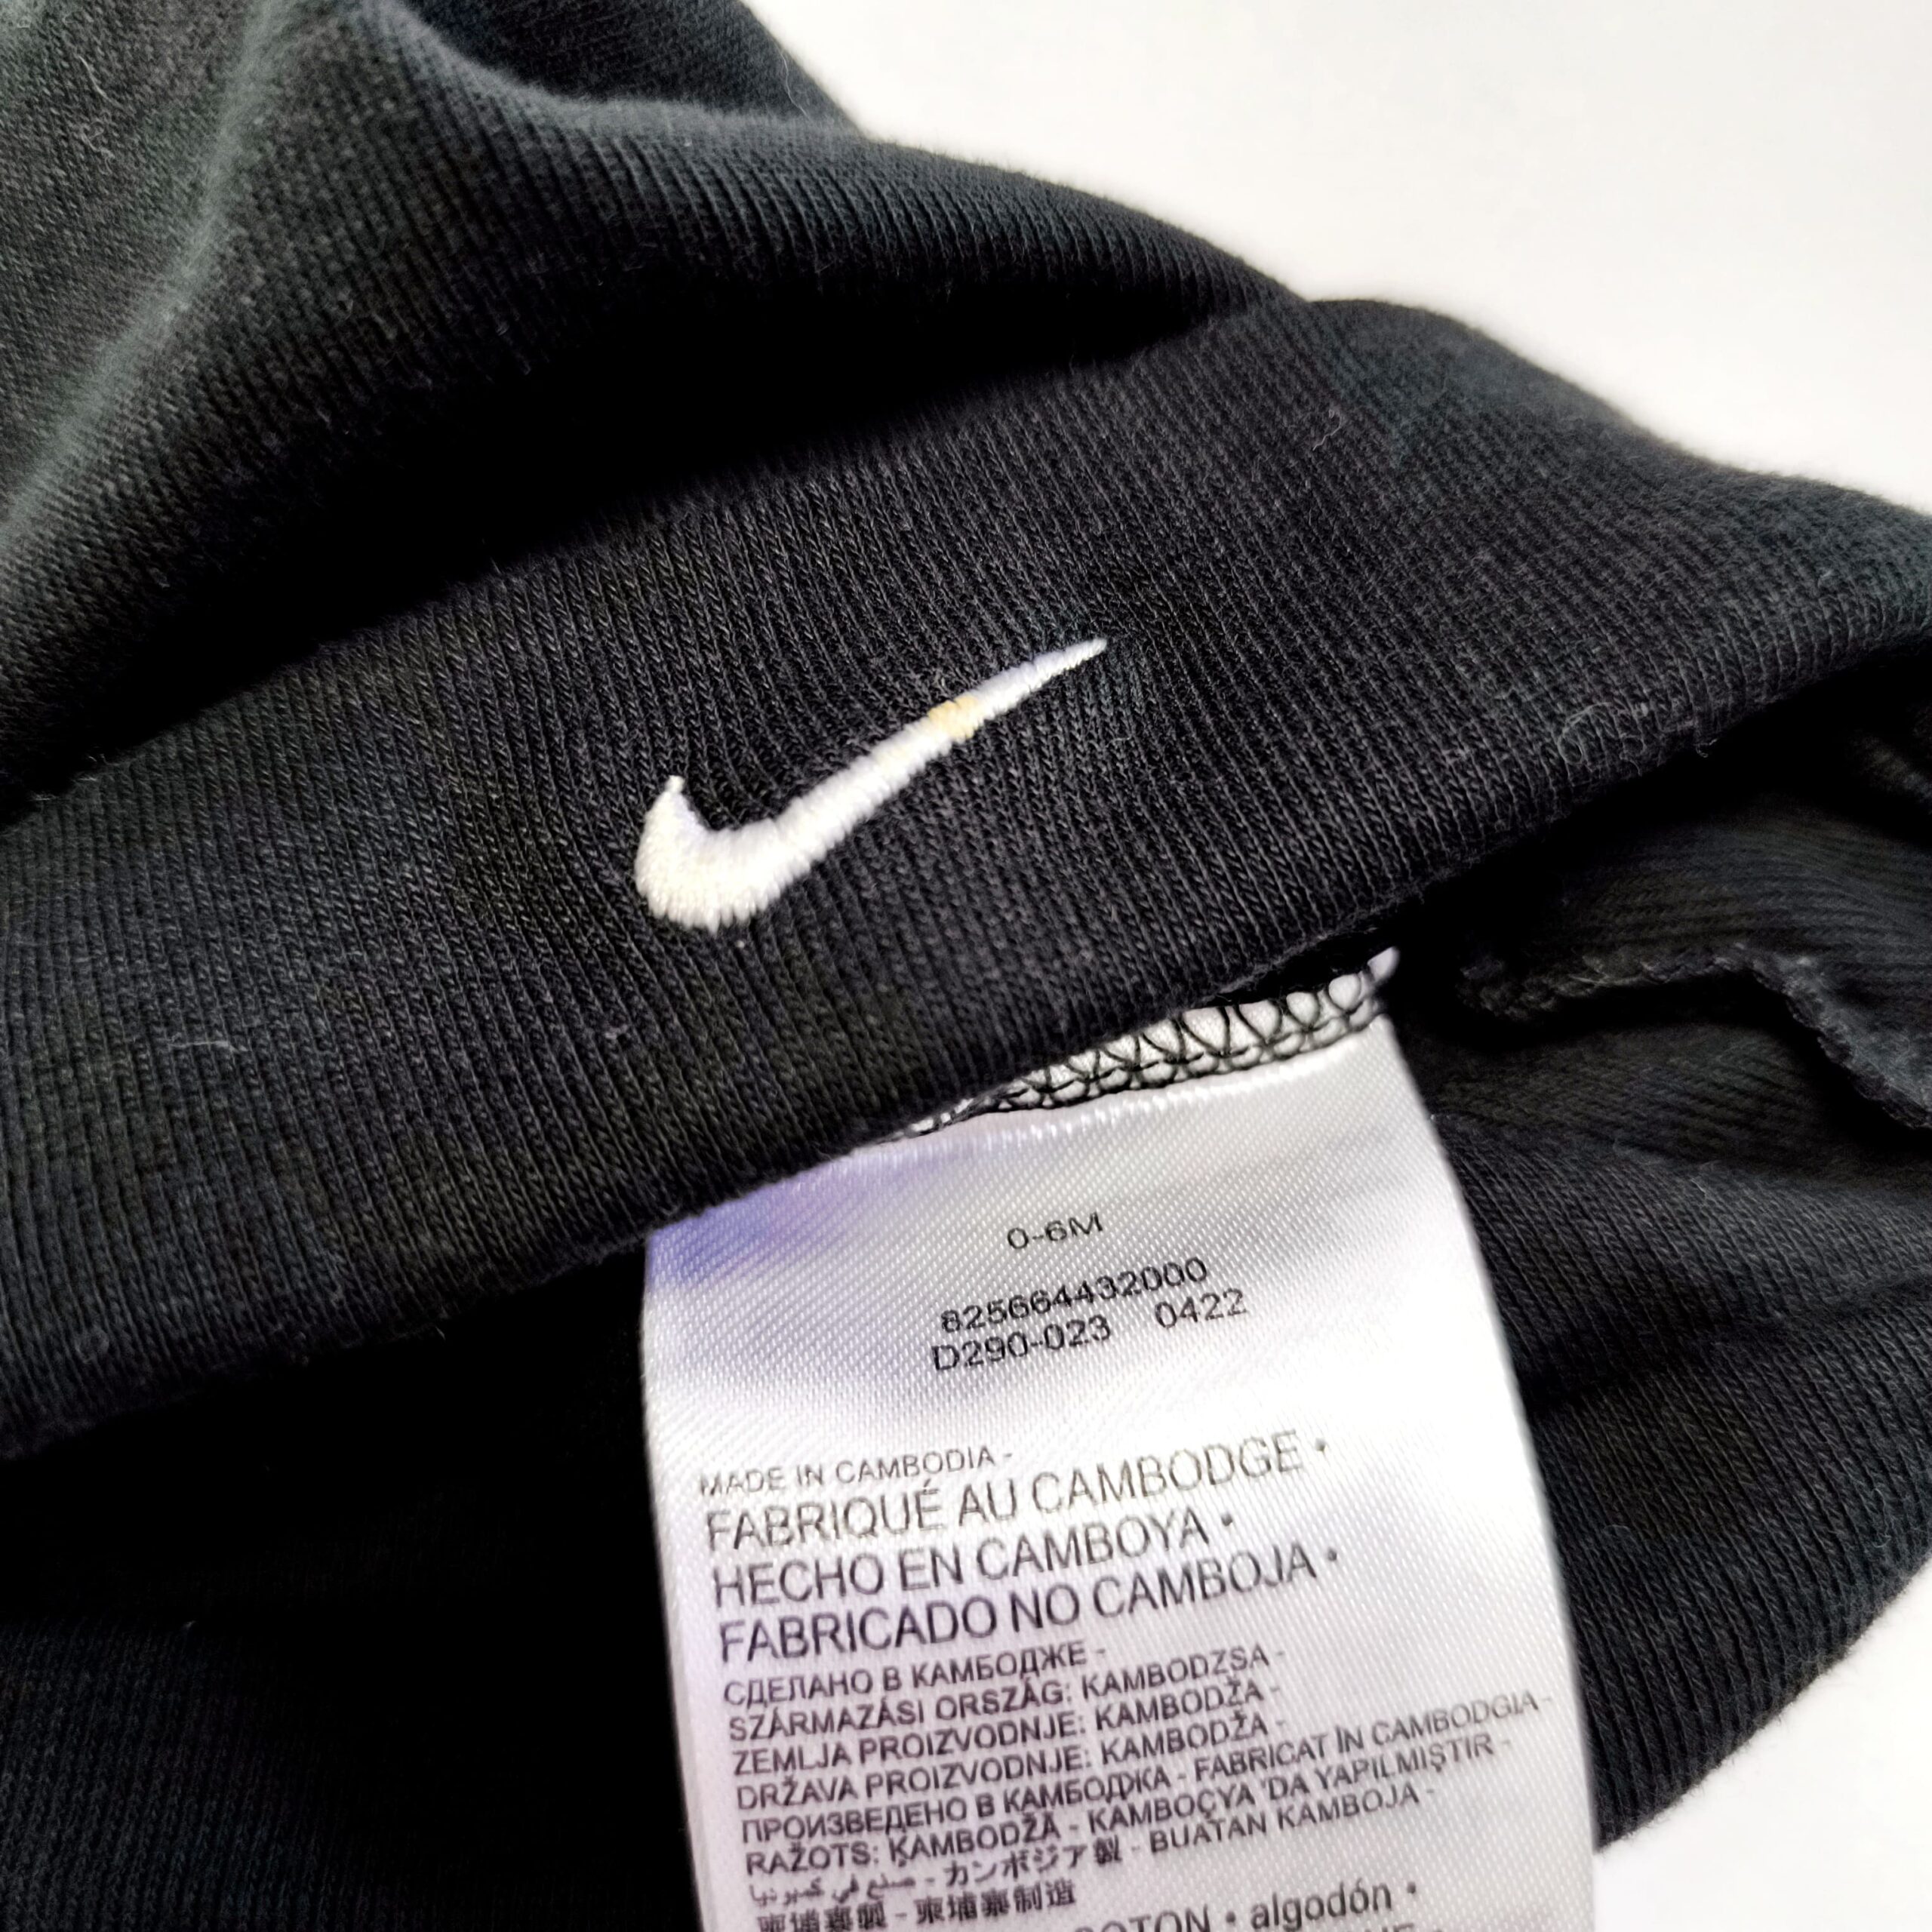 0-6M
825664432000
D290-023 0422
MADE IN CAMBODIA -
FABRIQUÉ AU CAMBODGE •
HECHO EN CAMBOYA •
FABRICADO NO CAMBOJA •
СДЕЛАНО В КАМБОДЖЕ -
SZÁRMAZÁSI ORSZÁG: KAMBODZSA -
ZEMLJA PROIZVODNJE: KAMBODŽA -
DRŽAVA PROIZVODNJE: KAMBODŽA -
ПРОИЗВЕДЕНО В КАМБОДЖА - FABRICAT ÎN CAMBODGIA -
RAŽOTS: ĶAMBODŽĀ - KAMBOÇYA 'DA YAPILMIŞTIR -
صنع في كمبوديا - カンボジア製 - BUATAN KAMBOJA -
柬埔寨製 - 柬埔寨制造
COTON • algodón •